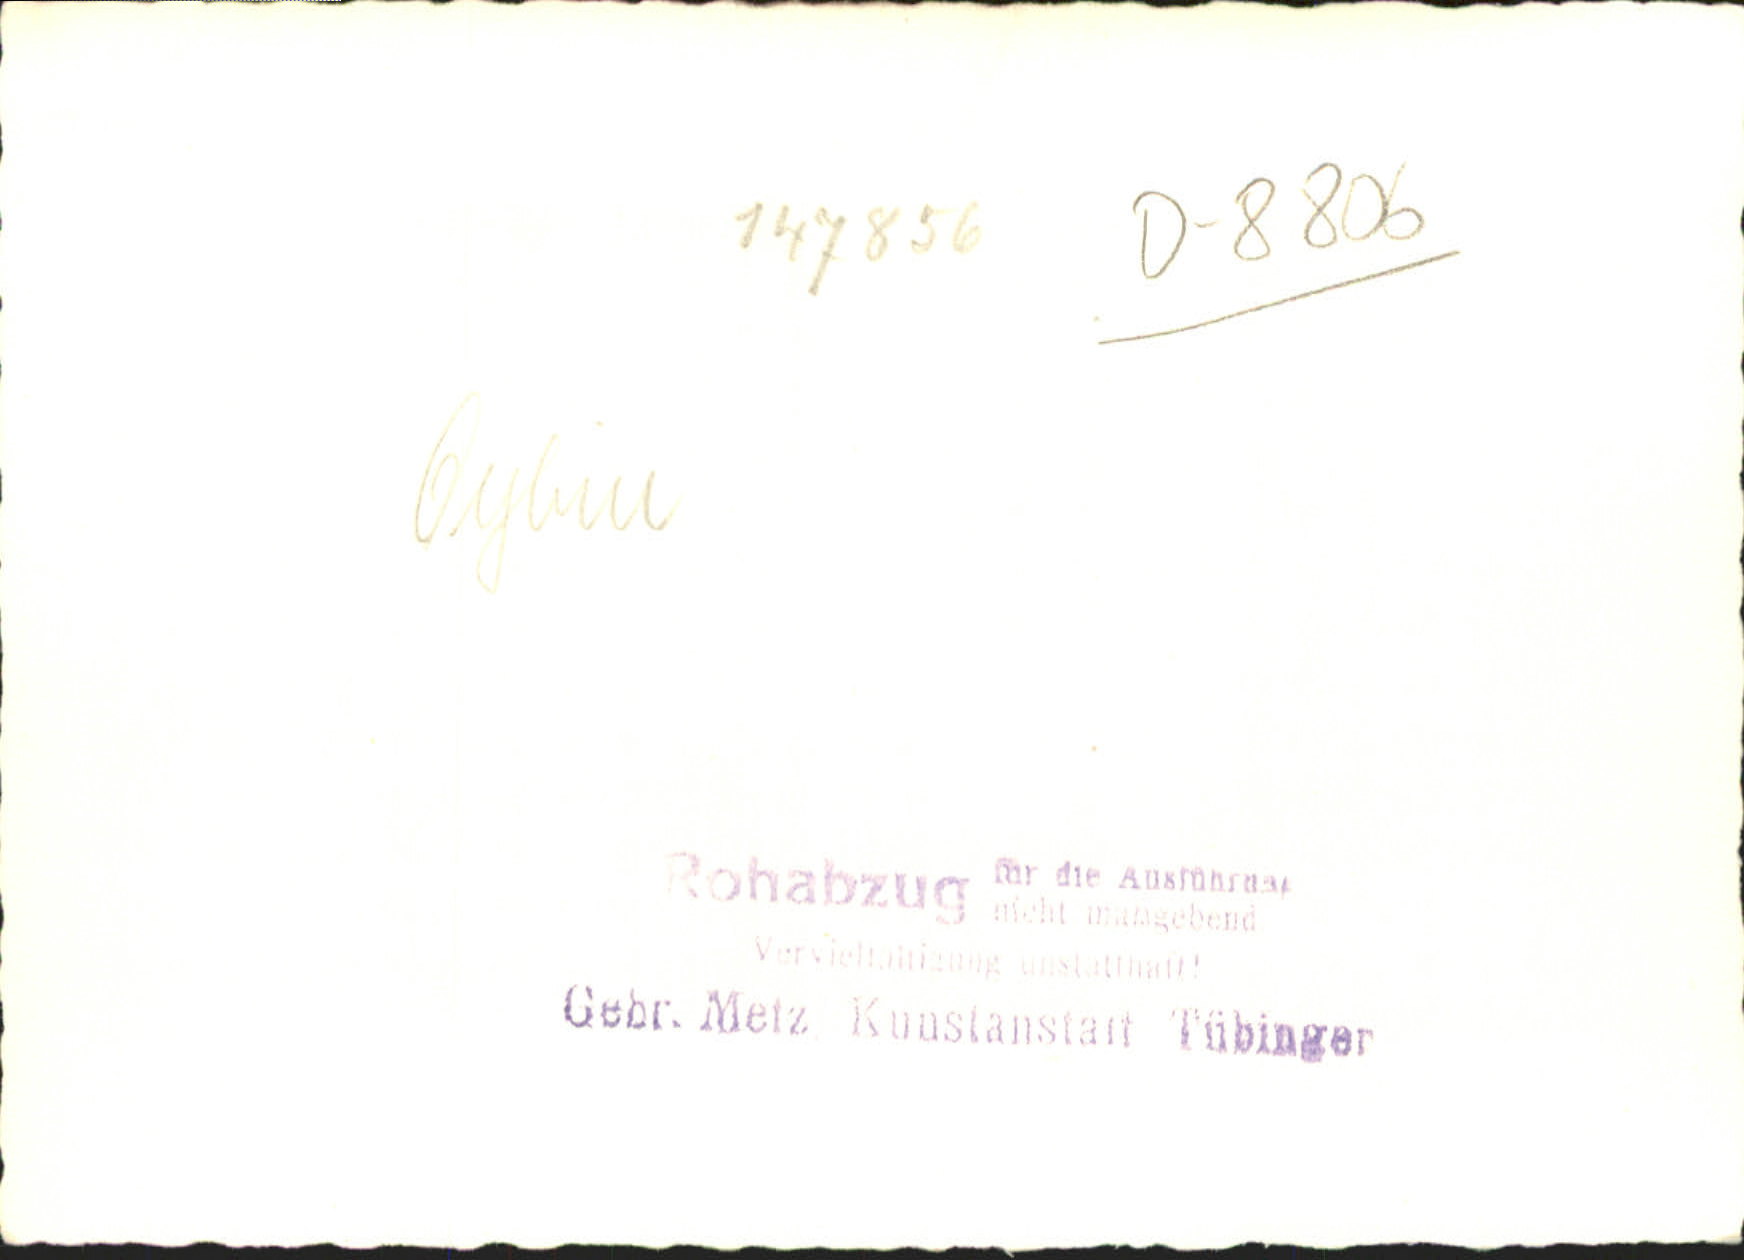 147856
D-8806
Oybin
Rohabzug für die Ausführung
nicht massgebend
Vervielfältigung unstatthaft!
Gebr. Metz Kunstanstalt Tübingen